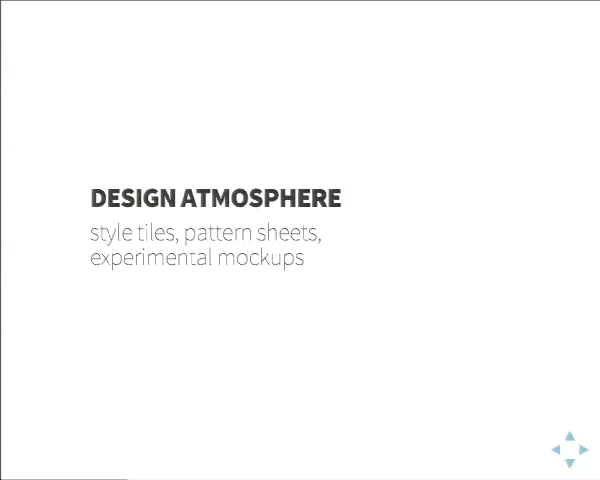 DESIGN ATMOSPHERE
style tiles, pattern sheets,
experimental mockups